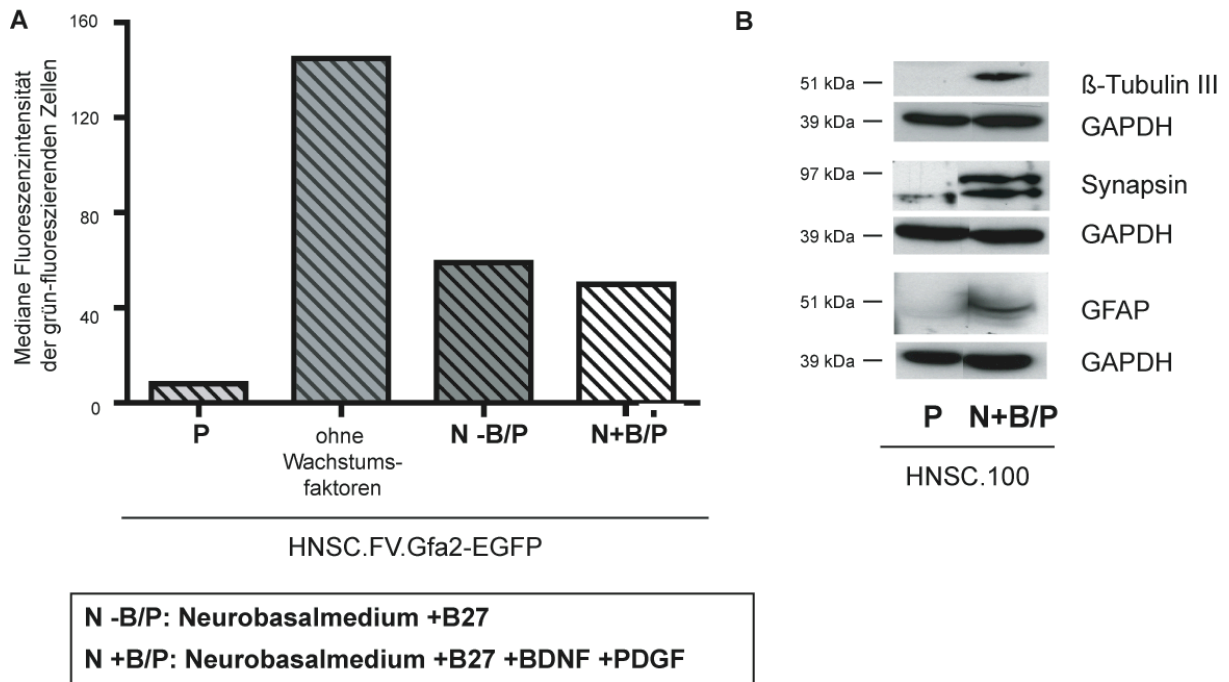 A
Mediane Fluoreszenzintensität
der grün-fluoreszierenden Zellen
160
120
80
40
0
P
ohne
Wachstums-
faktoren
N -B/P
N+B/P
HNSC.FV.Gfa2-EGFP
N -B/P: Neurobasalmedium +B27
N +B/P: Neurobasalmedium +B27 +BDNF +PDGF
B
51 kDa
ß-Tubulin III
39 kDa
GAPDH
97 kDa
Synapsin
39 kDa
GAPDH
51 kDa
GFAP
39 kDa
GAPDH
P N+B/P
HNSC.100